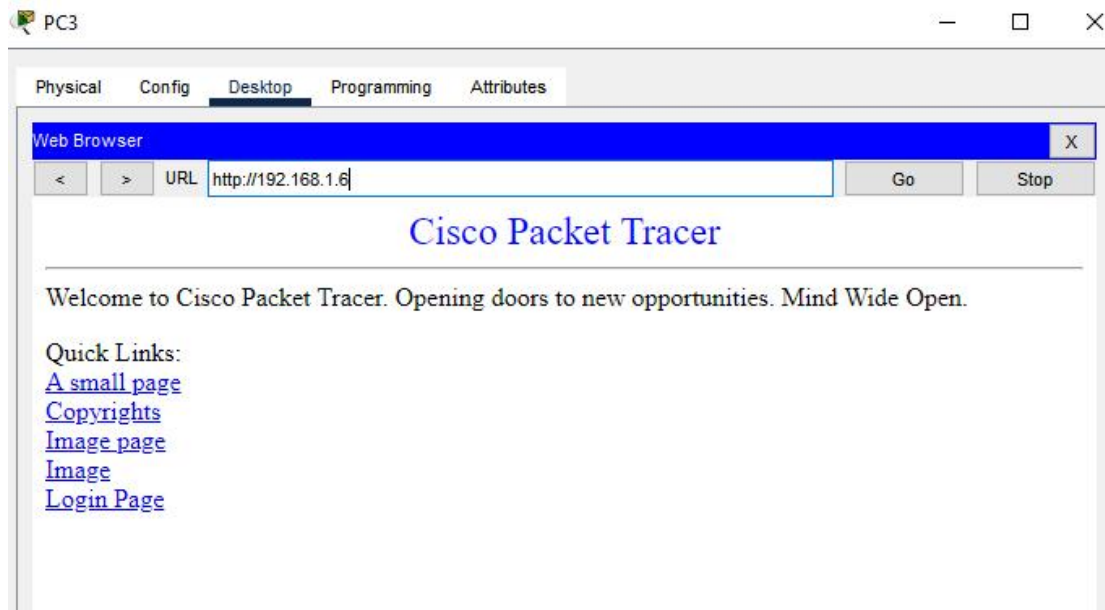 PC3
Physical Config Desktop Programming Attributes
Web Browser X
< > URL http://192.168.1.6 Go Stop
Cisco Packet Tracer
Welcome to Cisco Packet Tracer. Opening doors to new opportunities. Mind Wide Open.
Quick Links:
A small page
Copyrights
Image page
Image
Login Page